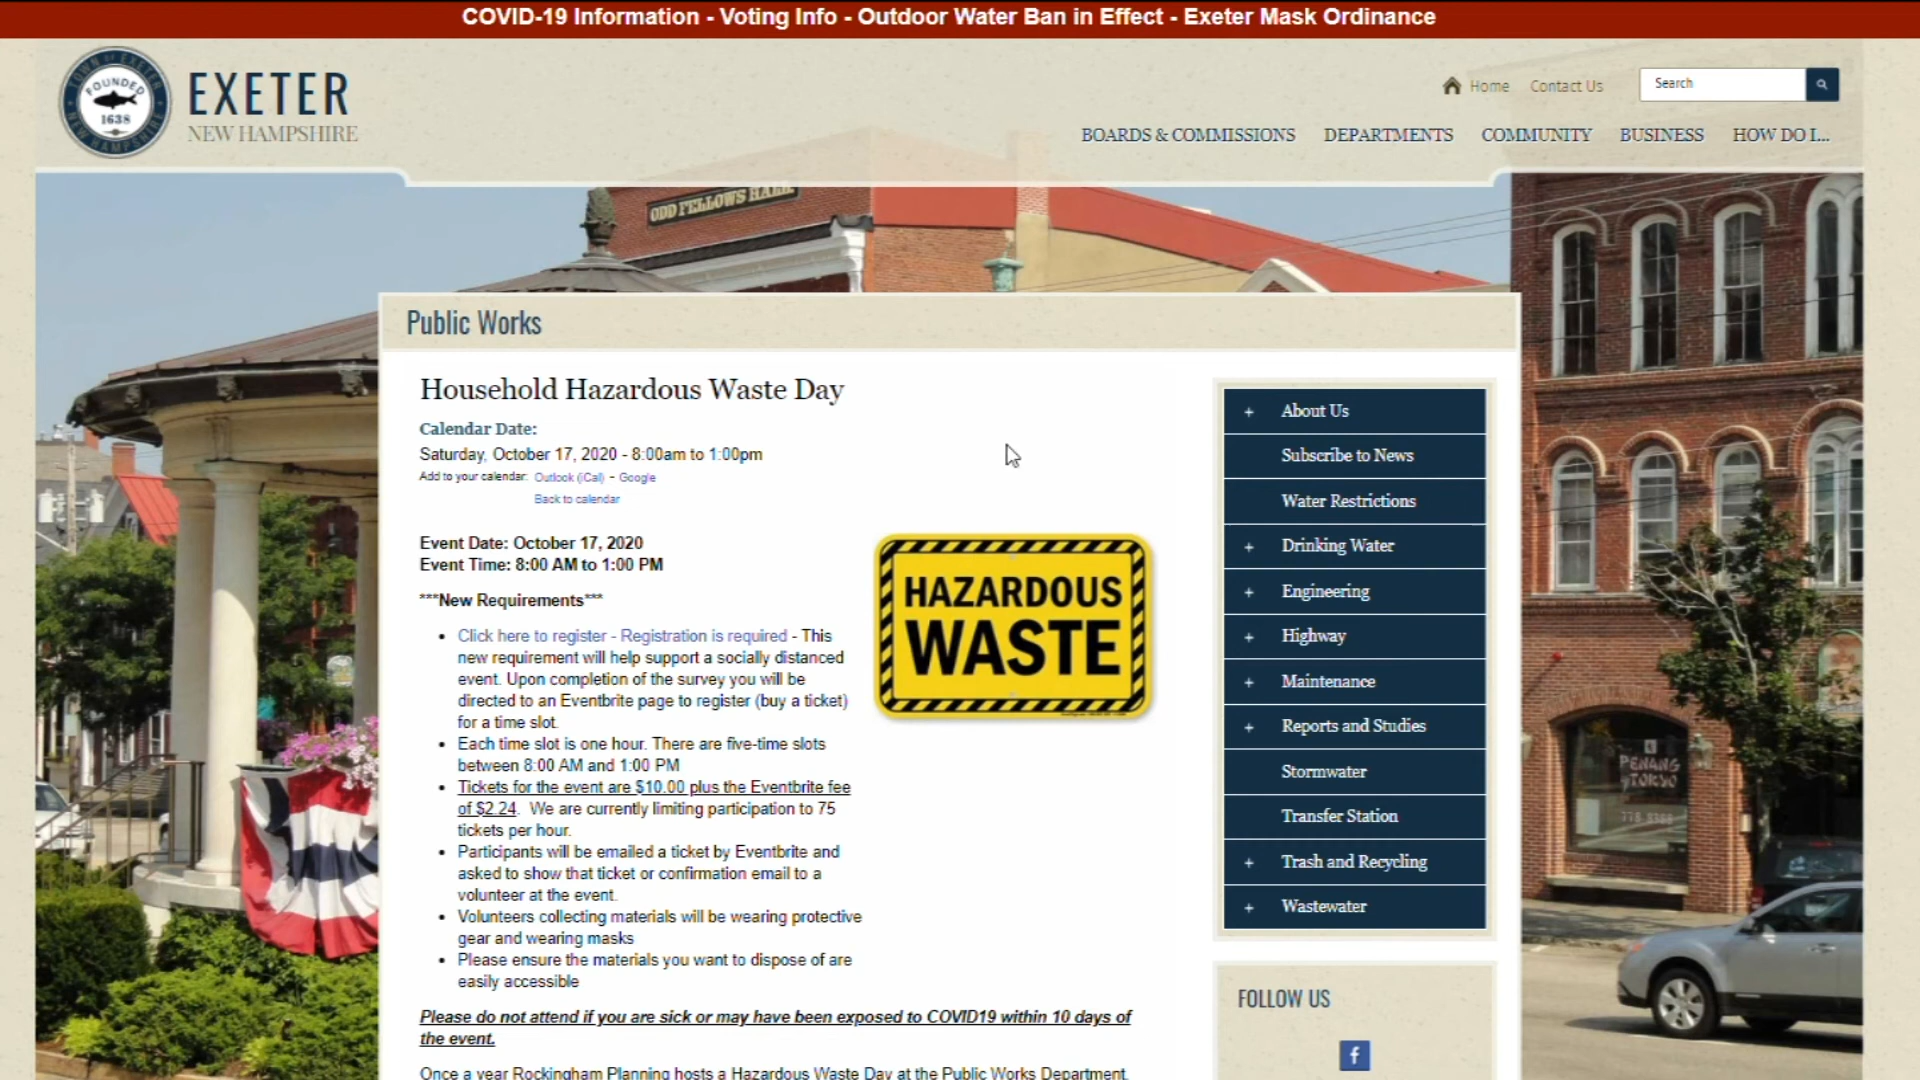 COVID-19 Information - Voting Info - Outdoor Water Ban in Effect - Exeter Mask Ordinance
TOWN OF EXETER
FOUNDED
1638
NEW HAMPSHIRE
EXETER
NEW HAMPSHIRE
Home
Contact Us
Search
BOARDS & COMMISSIONS
DEPARTMENTS
COMMUNITY
BUSINESS
HOW DO I...
ODD FELLOWS HALL
Public Works
Household Hazardous Waste Day
Calendar Date:
Saturday, October 17, 2020 - 8:00am to 1:00pm
Add to your calendar: Outlook (iCal) - Google
Back to calendar
Event Date: October 17, 2020
Event Time: 8:00 AM to 1:00 PM
***New Requirements***
• Click here to register - Registration is required - This
new requirement will help support a socially distanced
event. Upon completion of the survey you will be
directed to an Eventbrite page to register (buy a ticket)
for a time slot.
• Each time slot is one hour. There are five-time slots
between 8:00 AM and 1:00 PM
• Tickets for the event are $10.00 plus the Eventbrite fee
of $2.24. We are currently limiting participation to 75
tickets per hour.
• Participants will be emailed a ticket by Eventbrite and
asked to show that ticket or confirmation email to a
volunteer at the event.
• Volunteers collecting materials will be wearing protective
gear and wearing masks
• Please ensure the materials you want to dispose of are
easily accessible
Please do not attend if you are sick or may have been exposed to COVID19 within 10 days of
the event.
Once a year Rockingham Planning hosts a Hazardous Waste Day at the Public Works Department.
HAZARDOUS
WASTE
+ About Us
Subscribe to News
Water Restrictions
+ Drinking Water
+ Engineering
+ Highway
+ Maintenance
+ Reports and Studies
Stormwater
Transfer Station
+ Trash and Recycling
+ Wastewater
FOLLOW US
f
PENANG
TOKYO
778-8388